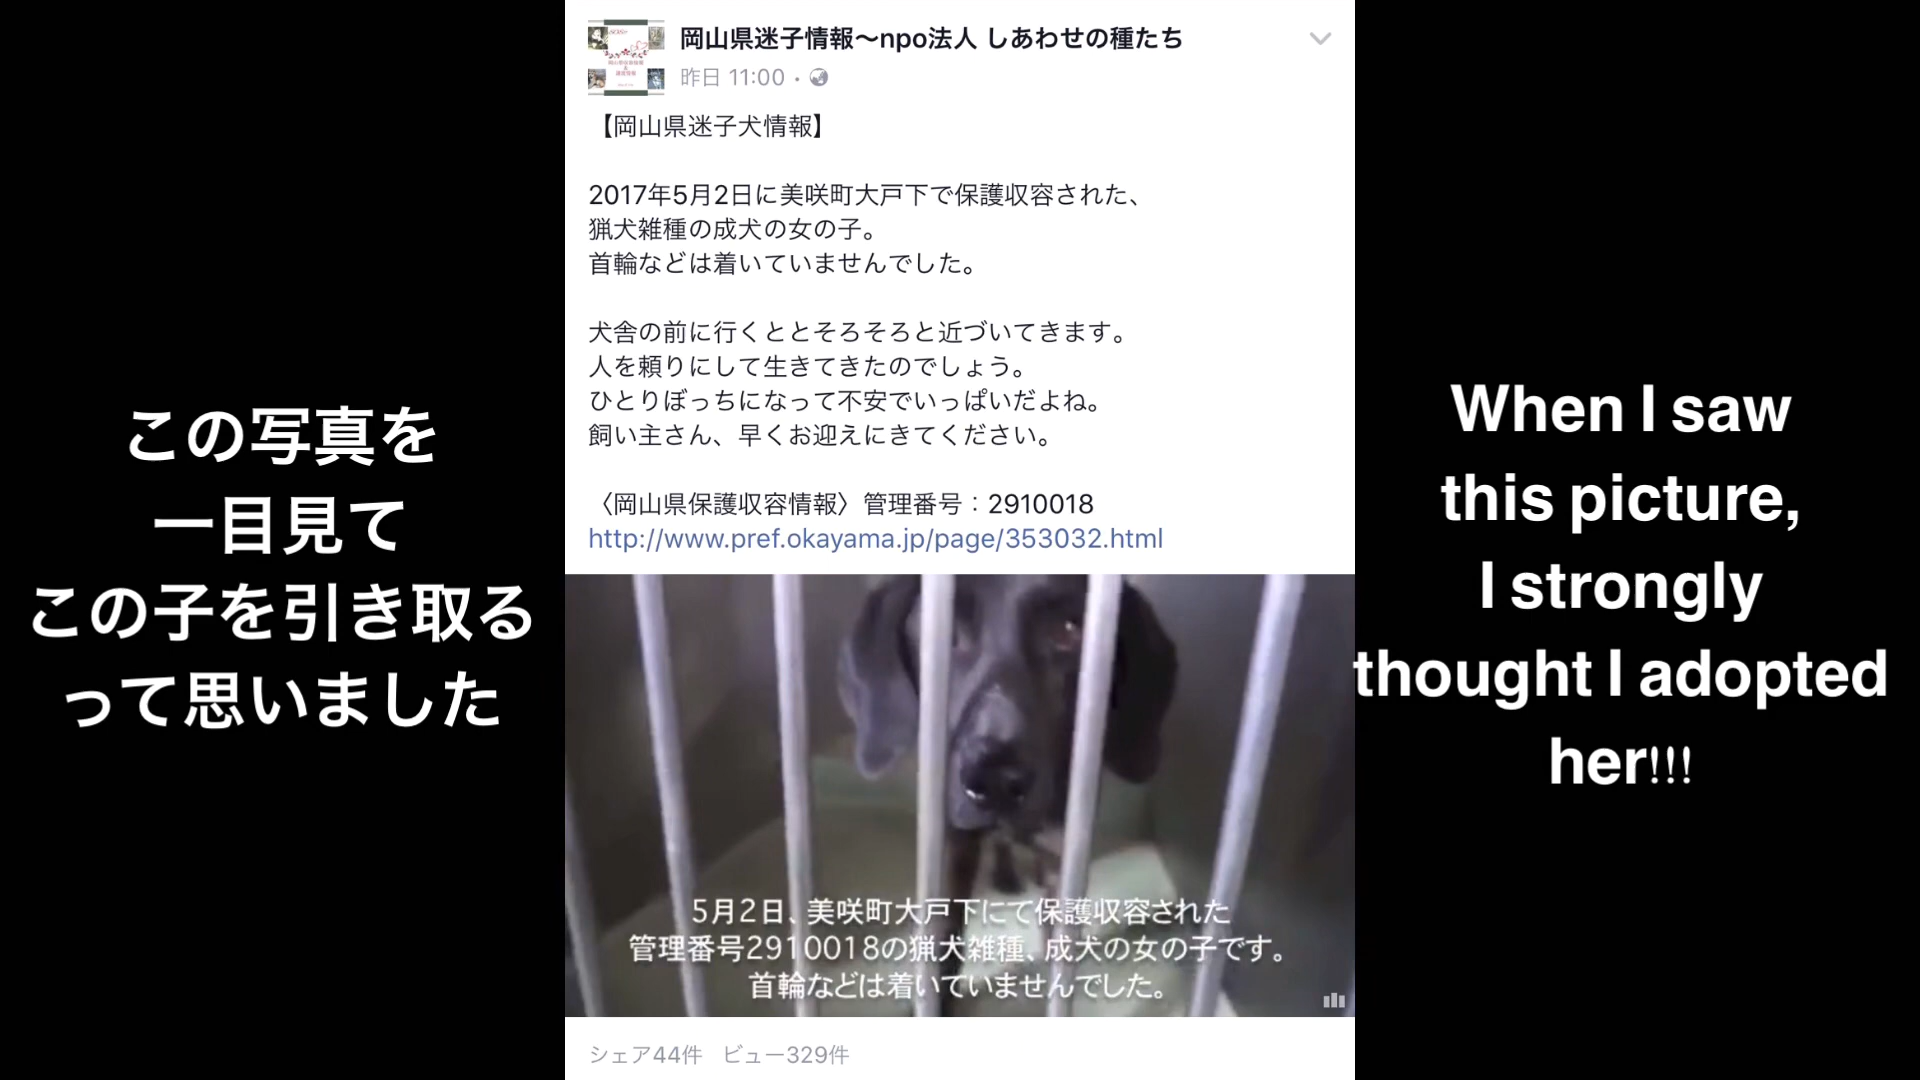 この写真を
一目見て
この子を引き取る
って思いました
岡山県迷子情報〜npo法人 しあわせの種たち
昨日 11:00
【岡山県迷子犬情報】
2017年5月2日に美咲町大戸下で保護収容された、
猟犬雑種の成犬の女の子。
首輪などは着いていませんでした。
犬舎の前に行くととそろそろと近づいてきます。
人を頼りにして生きてきたのでしょう。
ひとりぼっちになって不安でいっぱいだよね。
飼い主さん、早くお迎えにきてください。
〈岡山県保護収容情報〉管理番号：2910018
http://www.pref.okayama.jp/page/353032.html
5月2日、美咲町大戸下にて保護収容された
管理番号2910018の猟犬雑種、成犬の女の子です。
首輪などは着いていませんでした。
シェア44件 ビュー329件
When I saw
this picture,
I strongly
thought I adopted
her!!!